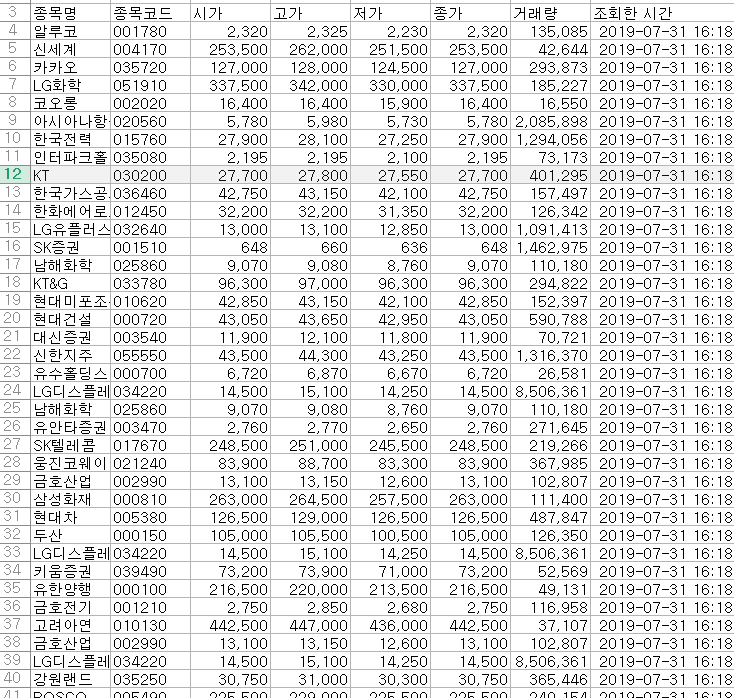 3 종목명 종목코드 시가 고가 저가 종가 거래량 조회한 시간
4 알루코 001780 2,320 2,325 2,230 2,320 135,085 2019-07-31 16:18
5 신세계 004170 253,500 262,000 251,500 253,500 42,644 2019-07-31 16:18
6 카카오 035720 127,000 128,000 124,500 127,000 293,873 2019-07-31 16:18
7 LG화학 051910 337,500 342,000 330,000 337,500 185,227 2019-07-31 16:18
8 코오롱 002020 16,400 16,400 15,900 16,400 16,550 2019-07-31 16:18
9 아시아나항 020560 5,780 5,980 5,730 5,780 2,085,898 2019-07-31 16:18
10 한국전력 015760 27,900 28,100 27,250 27,900 1,294,056 2019-07-31 16:18
11 인터파크홀 035080 2,195 2,195 2,100 2,195 73,173 2019-07-31 16:18
12 KT 030200 27,700 27,800 27,550 27,700 401,295 2019-07-31 16:18
13 한국가스공 036460 42,750 43,150 42,100 42,750 157,497 2019-07-31 16:18
14 한화에어로 012450 32,200 32,200 31,350 32,200 126,342 2019-07-31 16:18
15 LG유플러스 032640 13,000 13,100 12,850 13,000 1,091,413 2019-07-31 16:18
16 SK증권 001510 648 660 636 648 1,462,975 2019-07-31 16:18
17 남해화학 025860 9,070 9,080 8,760 9,070 110,180 2019-07-31 16:18
18 KT&G 033780 96,300 97,000 96,300 96,300 294,822 2019-07-31 16:18
19 현대미포조 010620 42,850 43,150 42,100 42,850 152,397 2019-07-31 16:18
20 현대건설 000720 43,050 43,650 42,950 43,050 590,788 2019-07-31 16:18
21 대신증권 003540 11,900 12,100 11,800 11,900 70,721 2019-07-31 16:18
22 신한지주 055550 43,500 44,300 43,250 43,500 1,316,370 2019-07-31 16:18
23 유수홀딩스 000700 6,720 6,870 6,670 6,720 26,581 2019-07-31 16:18
24 LG디스플레 034220 14,500 15,100 14,250 14,500 8,506,361 2019-07-31 16:18
25 남해화학 025860 9,070 9,080 8,760 9,070 110,180 2019-07-31 16:18
26 유안타증권 003470 2,760 2,770 2,650 2,760 271,645 2019-07-31 16:18
27 SK텔레콤 017670 248,500 251,000 245,500 248,500 219,266 2019-07-31 16:18
28 웅진코웨이 021240 83,900 88,700 83,300 83,900 367,985 2019-07-31 16:18
29 금호산업 002990 13,100 13,150 12,600 13,100 102,807 2019-07-31 16:18
30 삼성화재 000810 263,000 264,500 257,500 263,000 111,400 2019-07-31 16:18
31 현대차 005380 126,500 129,000 126,500 126,500 487,847 2019-07-31 16:18
32 두산 000150 105,000 105,500 100,500 105,000 126,350 2019-07-31 16:18
33 LG디스플레 034220 14,500 15,100 14,250 14,500 8,506,361 2019-07-31 16:18
34 키움증권 039490 73,200 73,900 71,000 73,200 52,569 2019-07-31 16:18
35 유한양행 000100 216,500 220,000 213,500 216,500 49,131 2019-07-31 16:18
36 금호전기 001210 2,750 2,850 2,680 2,750 116,958 2019-07-31 16:18
37 고려아연 010130 442,500 447,000 436,000 442,500 37,107 2019-07-31 16:18
38 금호산업 002990 13,100 13,150 12,600 13,100 102,807 2019-07-31 16:18
39 LG디스플레 034220 14,500 15,100 14,250 14,500 8,506,361 2019-07-31 16:18
40 강원랜드 035250 30,750 31,000 30,300 30,750 365,446 2019-07-31 16:18
41 POSCO 005490 225,500 229,000 225,500 225,500 240,154 2019-07-31 16:18